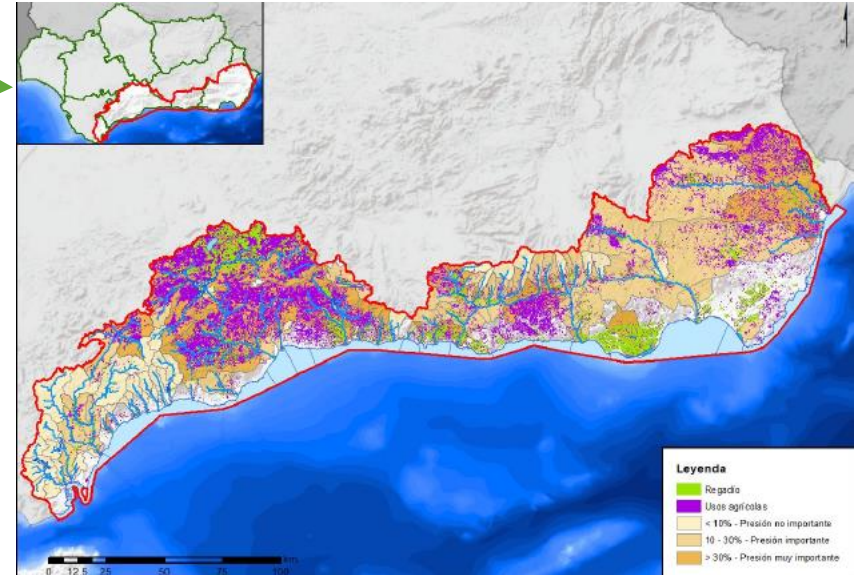 Leyenda
Regadío
Usos agrícolas
< 10% - Presión no importante
10 - 30% - Presión importante
> 30% - Presión muy importante
km
0 12,5 25 50 75 100